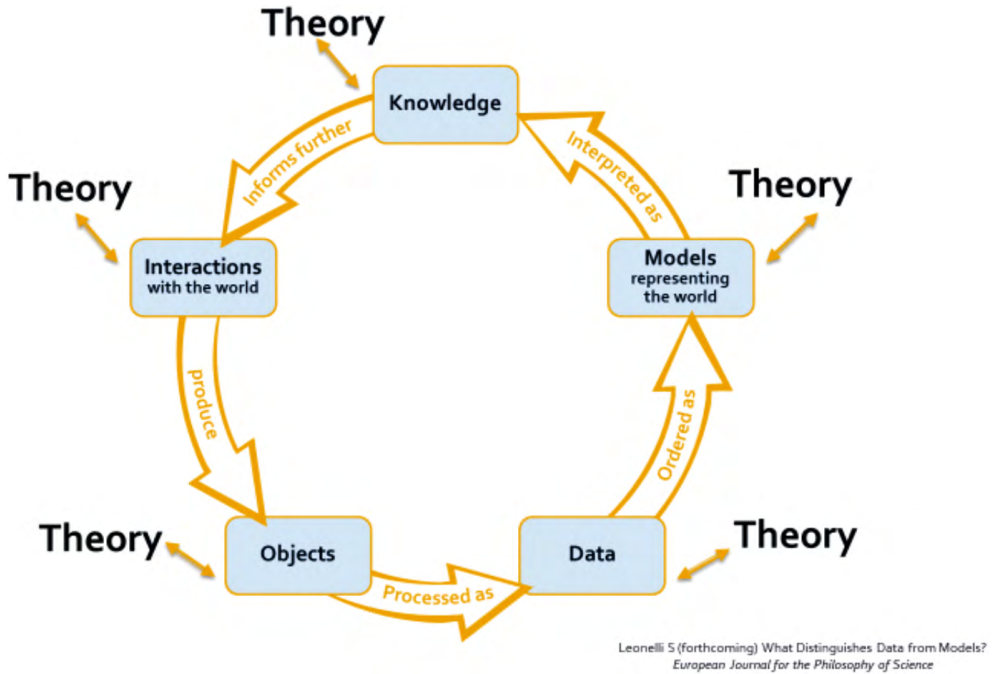 Theory
Knowledge
Informs further
Interpreted as
Theory
Theory
Interactions
with the world
Models
representing
the world
produce
Ordered as
Theory
Objects
Data
Theory
Processed as
Leonelli S (forthcoming) What Distinguishes Data from Models?
European Journal for the Philosophy of Science